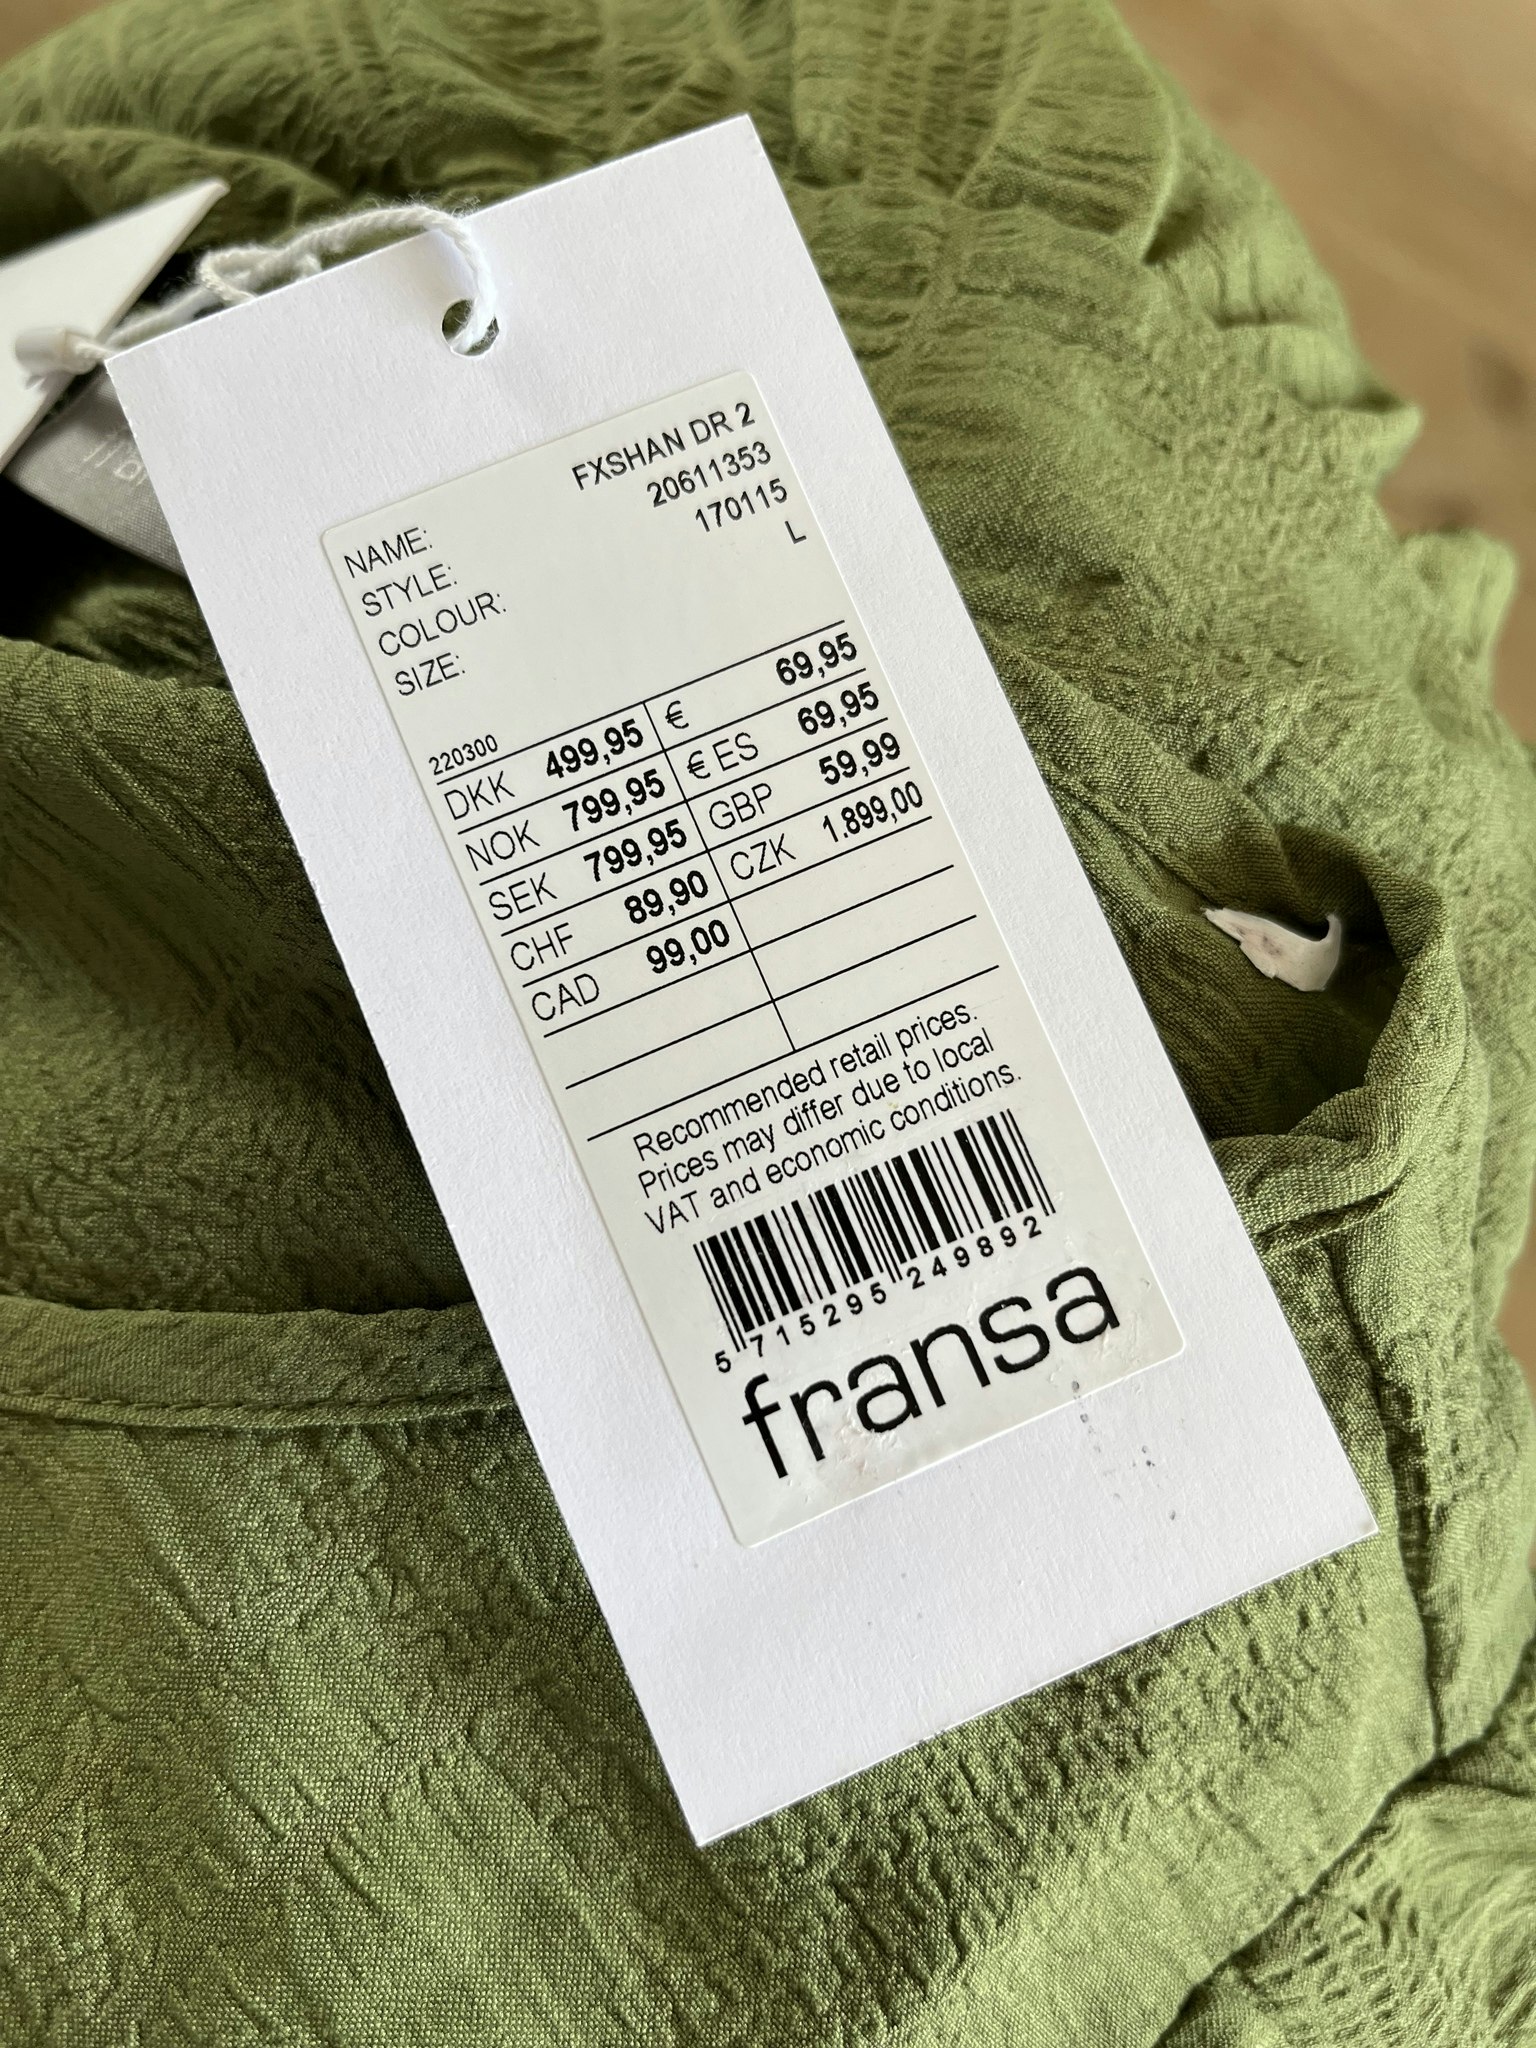 NAME: FXSHAN DR 2
STYLE: 20611353
COLOUR: 170115
SIZE: L
220300
DKK 499,95 € 69,95
NOK 799,95 € ES 69,95
SEK 799,95 GBP 59,99
CHF 89,90 CZK 1.899,00
CAD 99,00
Recommended retail prices.
Prices may differ due to local
VAT and economic conditions.
5 715295 249892
fransa